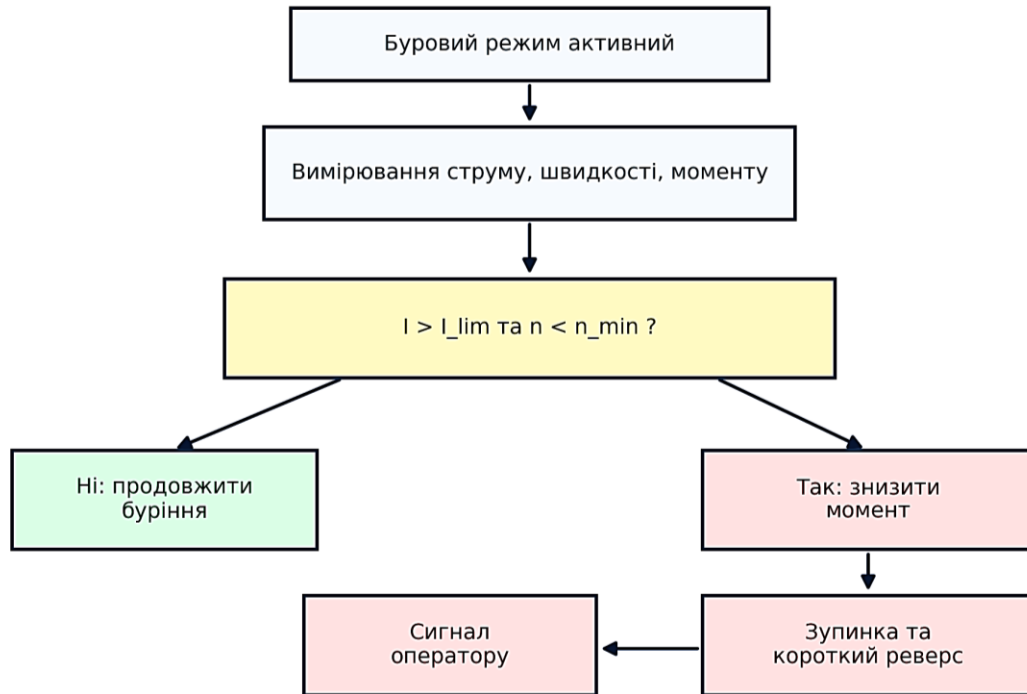 Буровий режим активний
Вимірювання струму, швидкості, моменту
I > I_lim та n < n_min ?
Ні: продовжити
буріння
Так: знизити
момент
Сигнал
оператору
Зупинка та
короткий реверс